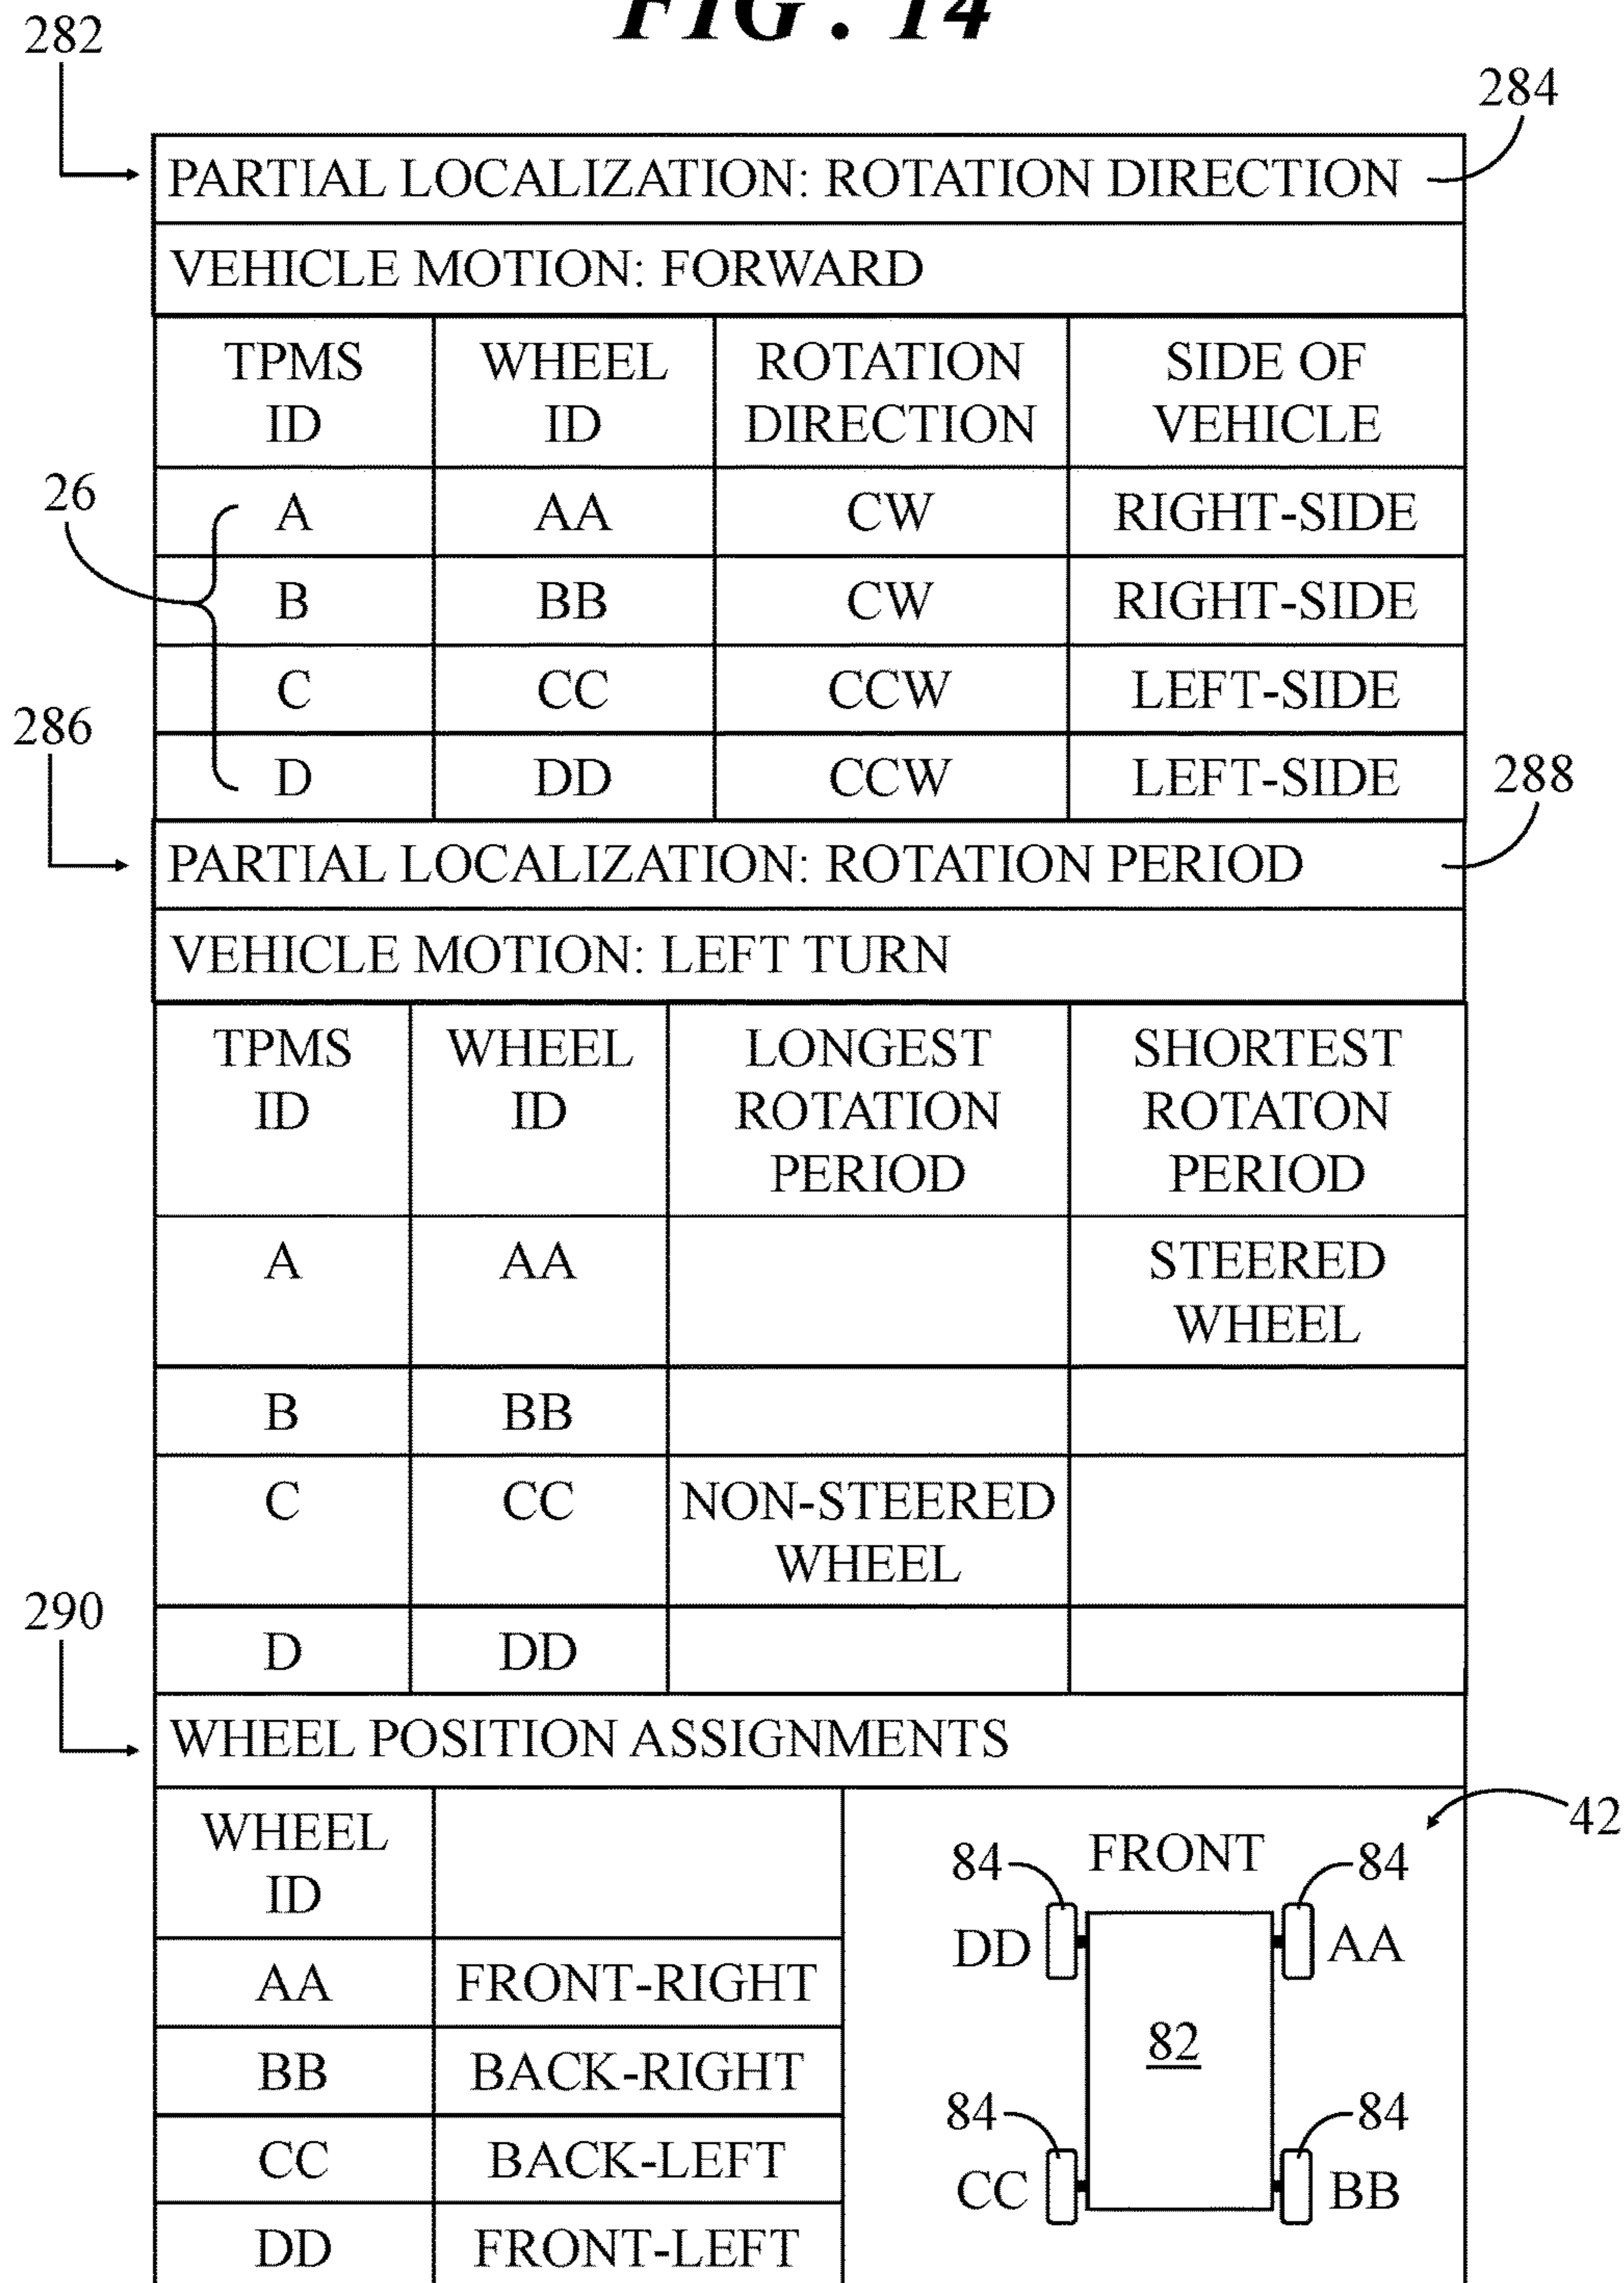 FIG. 14
282
284
PARTIAL LOCALIZATION: ROTATION DIRECTION
VEHICLE MOTION: FORWARD
TPMS ID WHEEL ID ROTATION DIRECTION SIDE OF VEHICLE
26
A AA CW RIGHT-SIDE
B BB CW RIGHT-SIDE
C CC CCW LEFT-SIDE
286
D DD CCW LEFT-SIDE
288
PARTIAL LOCALIZATION: ROTATION PERIOD
VEHICLE MOTION: LEFT TURN
TPMS ID WHEEL ID LONGEST ROTATION PERIOD SHORTEST ROTATON PERIOD
A AA STEERED WHEEL
B BB
C CC NON-STEERED WHEEL
290
D DD
WHEEL POSITION ASSIGNMENTS
WHEEL ID
AA FRONT-RIGHT
BB BACK-RIGHT
CC BACK-LEFT
DD FRONT-LEFT
42
84 FRONT 84
DD AA
82
84 84
CC BB